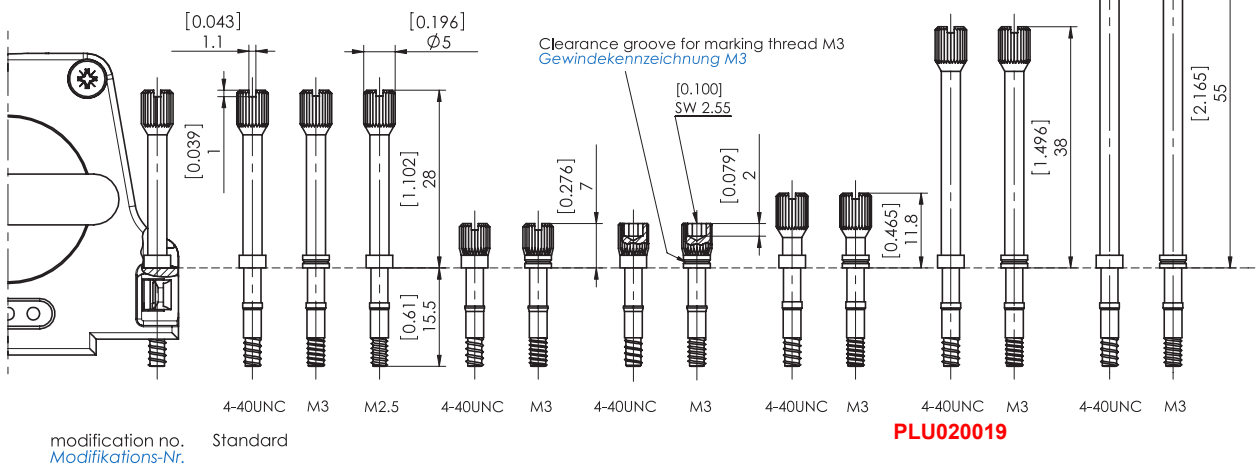 [0.043]
1.1
[0.196]
Ø5
Clearance groove for marking thread M3
Gewindekennzeichnung M3
[0.100]
SW 2.55
[0.039]
1
[1.102]
28
[0.276]
7
[0.079]
2
[0.465]
11.8
[1.496]
38
[2.165]
55
[0.61]
15.5
4-40UNC M3 M2.5 4-40UNC M3 4-40UNC M3 4-40UNC M3 4-40UNC M3 4-40UNC M3
PLU020019
modification no. Standard
Modifikations-Nr.